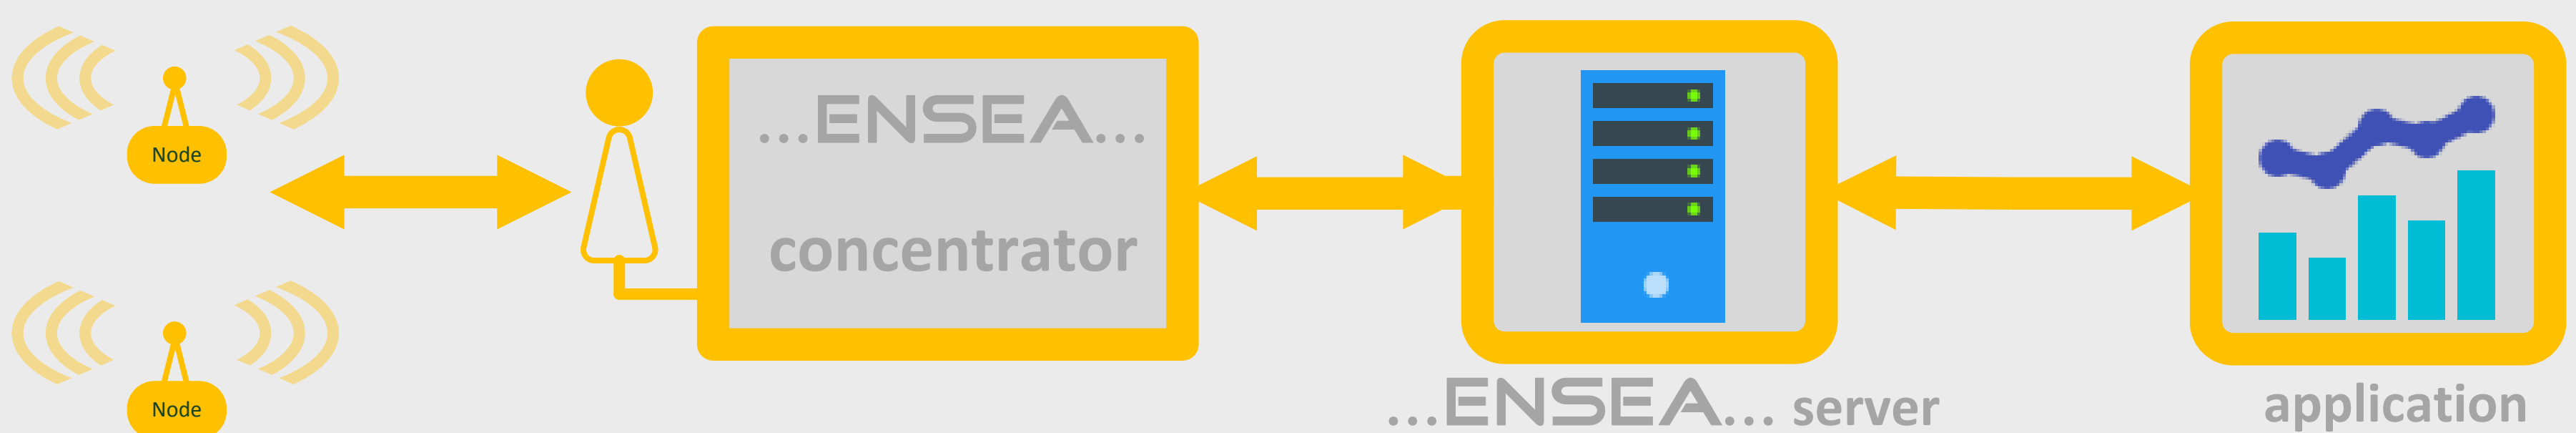 Node
...ENSEA...
concentrator
Node
...ENSEA... server
application